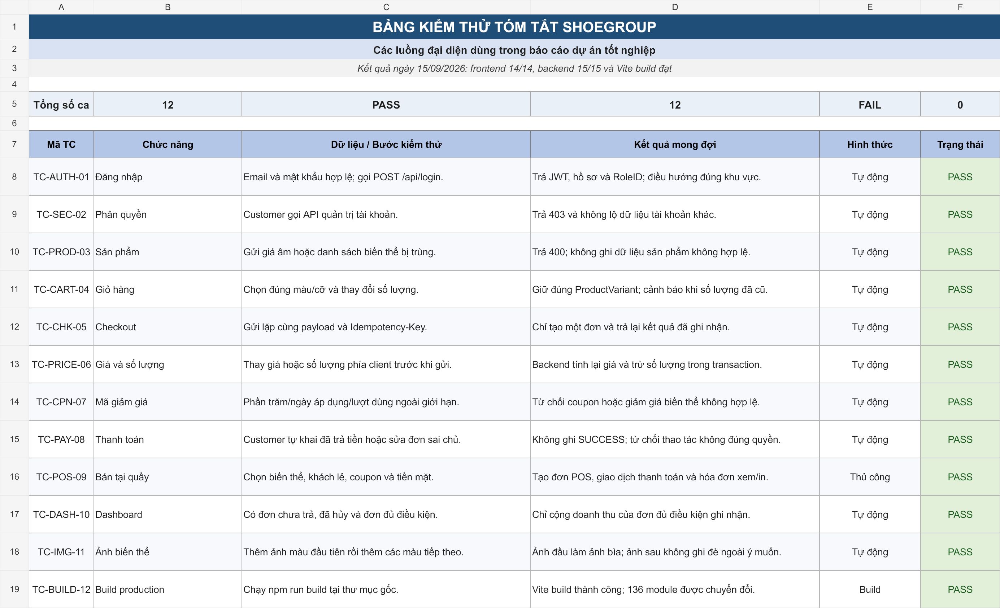 A B C D E F
1 BẢNG KIỂM THỬ TÓM TẮT SHOEGROUP
2 Các luồng đại diện dùng trong báo cáo dự án tốt nghiệp
3 Kết quả ngày 15/09/2026: frontend 14/14, backend 15/15 và Vite build đạt
4
5 Tổng số ca 12 PASS 12 FAIL 0
6
7 Mã TC Chức năng Dữ liệu / Bước kiểm thử Kết quả mong đợi Hình thức Trạng thái
8 TC-AUTH-01 Đăng nhập Email và mật khẩu hợp lệ; gọi POST /api/login. Trả JWT, hồ sơ và RoleID; điều hướng đúng khu vực. Tự động PASS
9 TC-SEC-02 Phân quyền Customer gọi API quản trị tài khoản. Trả 403 và không lộ dữ liệu tài khoản khác. Tự động PASS
10 TC-PROD-03 Sản phẩm Gửi giá âm hoặc danh sách biến thể bị trùng. Trả 400; không ghi dữ liệu sản phẩm không hợp lệ. Tự động PASS
11 TC-CART-04 Giỏ hàng Chọn đúng màu/cỡ và thay đổi số lượng. Giữ đúng ProductVariant; cảnh báo khi số lượng đã cũ. Tự động PASS
12 TC-CHK-05 Checkout Gửi lặp cùng payload và Idempotency-Key. Chỉ tạo một đơn và trả lại kết quả đã ghi nhận. Tự động PASS
13 TC-PRICE-06 Giá và số lượng Thay giá hoặc số lượng phía client trước khi gửi. Backend tính lại giá và trừ số lượng trong transaction. Tự động PASS
14 TC-CPN-07 Mã giảm giá Phần trăm/ngày áp dụng/lượt dùng ngoài giới hạn. Từ chối coupon hoặc giảm giá biến thể không hợp lệ. Tự động PASS
15 TC-PAY-08 Thanh toán Customer tự khai đã trả tiền hoặc sửa đơn sai chủ. Không ghi SUCCESS; từ chối thao tác không đúng quyền. Tự động PASS
16 TC-POS-09 Bán tại quầy Chọn biến thể, khách lẻ, coupon và tiền mặt. Tạo đơn POS, giao dịch thanh toán và hóa đơn xem/in. Thủ công PASS
17 TC-DASH-10 Dashboard Có đơn chưa trả, đã hủy và đơn đủ điều kiện. Chỉ cộng doanh thu của đơn đủ điều kiện ghi nhận. Tự động PASS
18 TC-IMG-11 Ảnh biến thể Thêm ảnh màu đầu tiên rồi thêm các màu tiếp theo. Ảnh đầu làm ảnh bìa; ảnh sau không ghi đè ngoài ý muốn. Tự động PASS
19 TC-BUILD-12 Build production Chạy npm run build tại thư mục gốc. Vite build thành công; 136 module được chuyển đổi. Build PASS